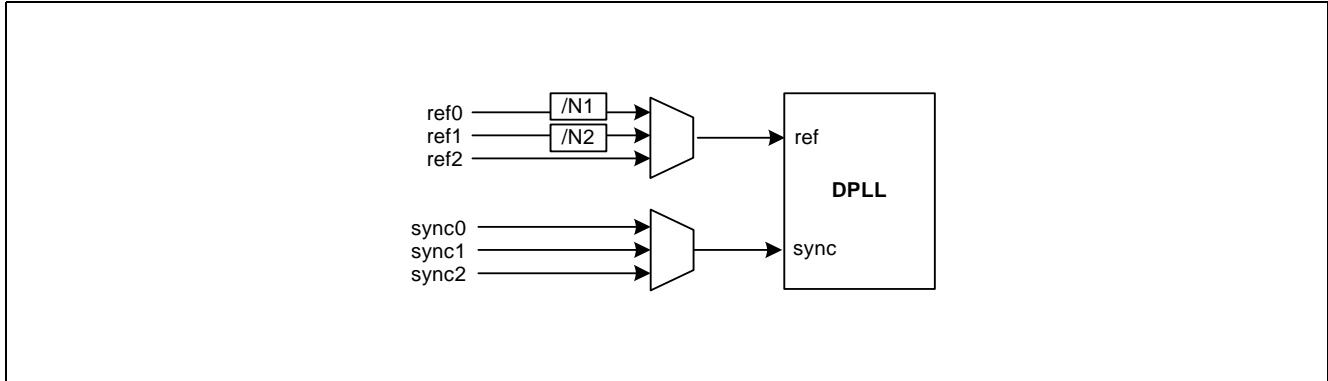 ref0
/N1
ref1
/N2
ref2
ref
DPLL
sync0
sync1
sync2
sync